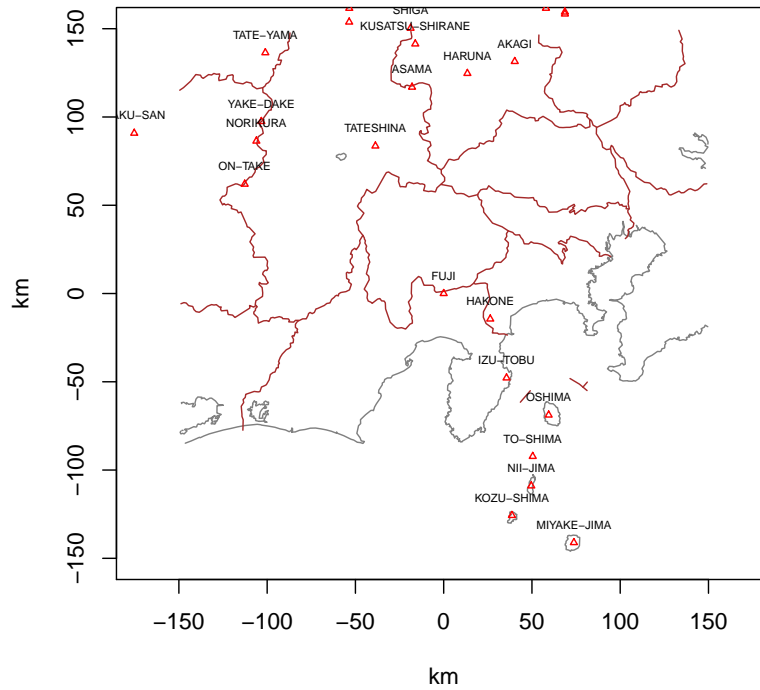 SHIGA
KUSATSU−SHIRANE
TATE−YAMA
AKAGI
HARUNA
ASAMA
YAKE−DAKE
AKU−SAN
NORIKURA
TATESHINA
ON−TAKE
FUJI
HAKONE
IZU−TOBU
OSHIMA
TO−SHIMA
NII−JIMA
KOZU−SHIMA
MIYAKE−JIMA
150
100
50
0
−50
−100
−150
km
−150
−100
−50
0
50
100
150
km